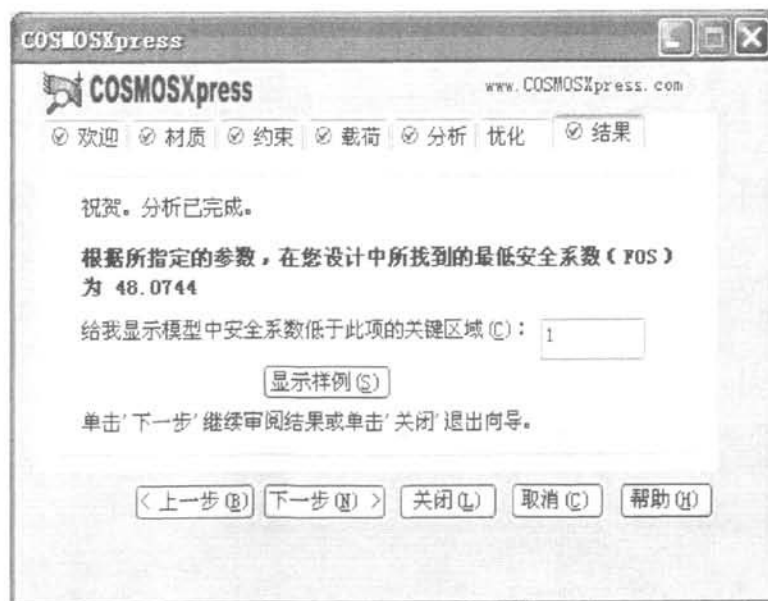 COSMOSXpress
COSMOSXpress www.COSMOSXpress.com
欢迎 材质 约束 载荷 分析 优化 结果
祝贺。分析已完成。
根据所指定的参数，在您设计中所找到的最低安全系数（FOS）
为 48.0744
给我显示模型中安全系数低于此项的关键区域(C)： 1
显示样例(S)
单击'下一步'继续审阅结果或单击'关闭'退出向导。
< 上一步(B) 下一步(N) > 关闭(L) 取消(C) 帮助(H)